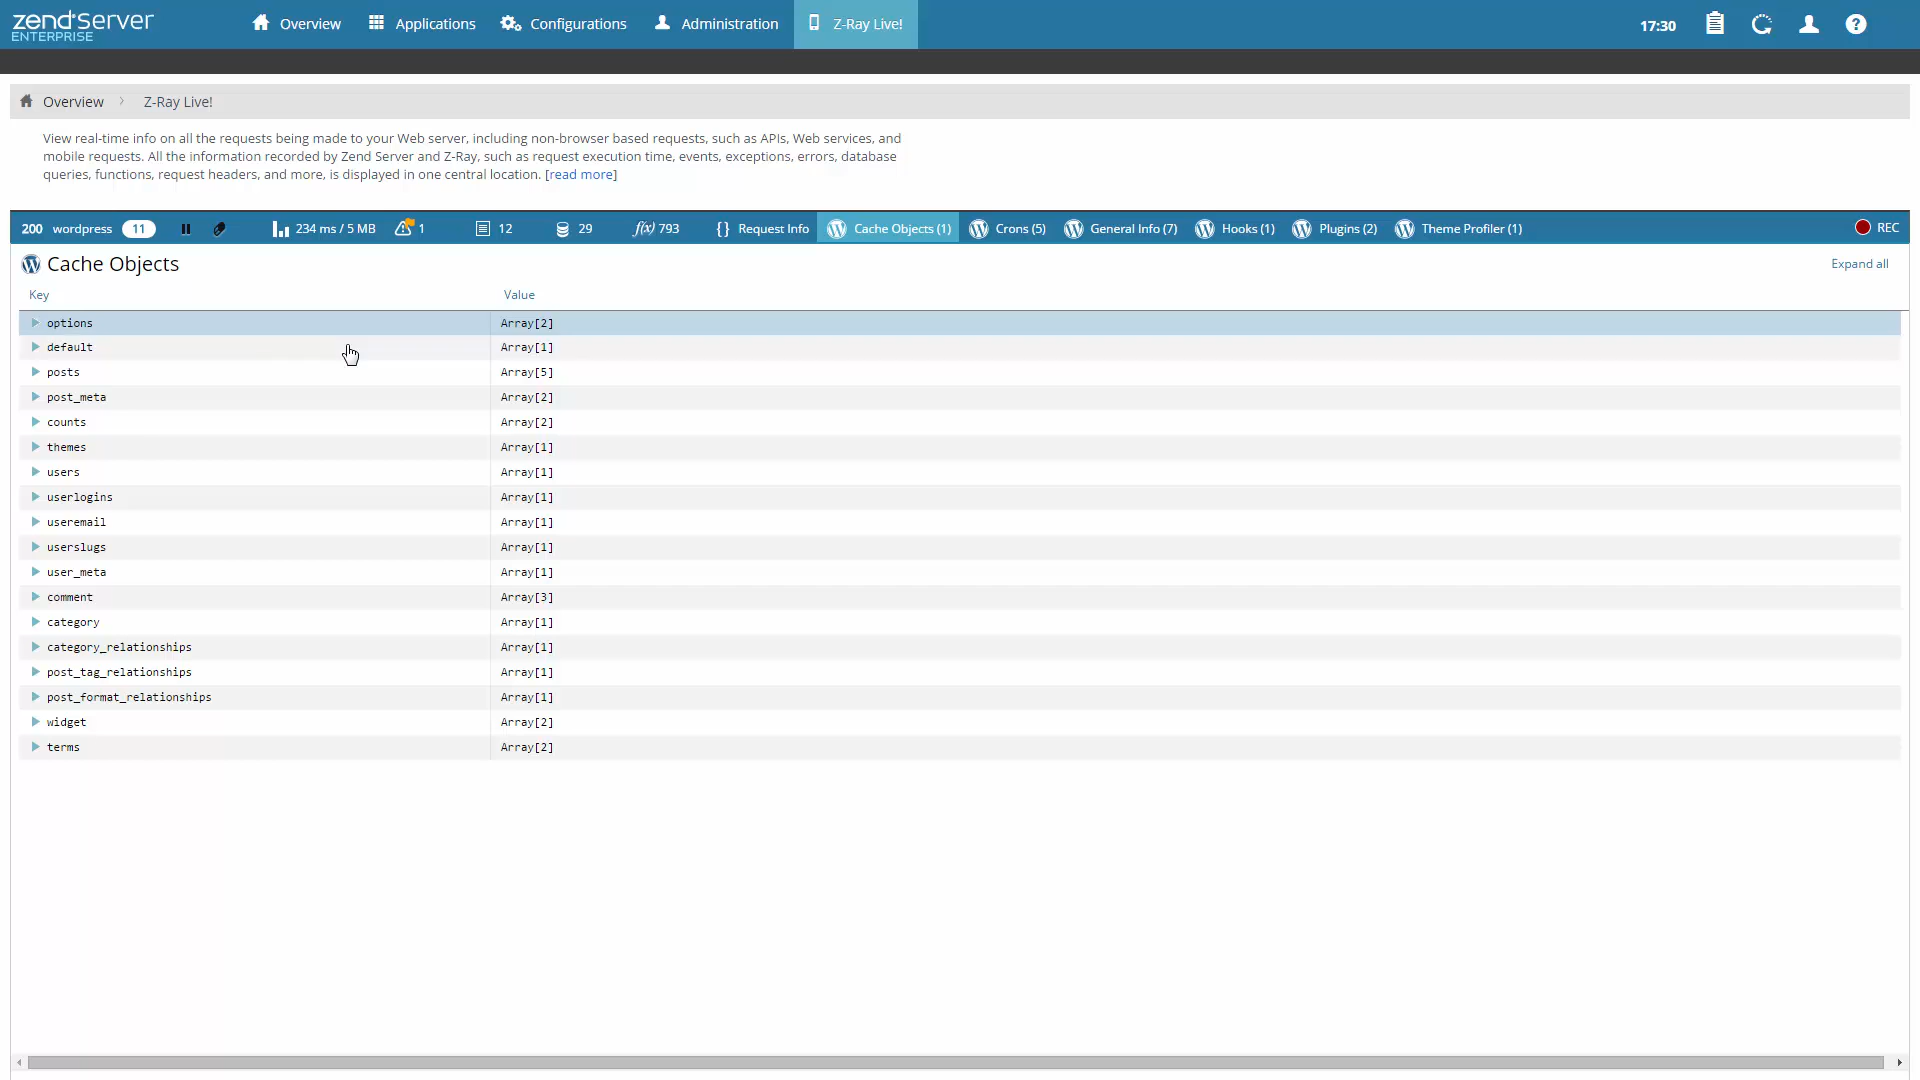 zend Server
ENTERPRISE
Overview
Applications
Configurations
Administration
Z-Ray Live!
17:30
?
Overview
Z-Ray Live!
View real-time info on all the requests being made to your Web server, including non-browser based requests, such as APIs, Web services, and
mobile requests. All the information recorded by Zend Server and Z-Ray, such as request execution time, events, exceptions, errors, database
queries, functions, request headers, and more, is displayed in one central location. [read more]
200 wordpress 11
234 ms / 5 MB
1
12
29
f(x) 793
{} Request Info
Cache Objects (1)
Crons (5)
General Info (7)
Hooks (1)
Plugins (2)
Theme Profiler (1)
REC
Cache Objects
Expand all
Key Value
options Array[2]
default Array[1]
posts Array[5]
post_meta Array[2]
counts Array[2]
themes Array[1]
users Array[1]
userlogins Array[1]
useremail Array[1]
userslugs Array[1]
user_meta Array[1]
comment Array[3]
category Array[1]
category_relationships Array[1]
post_tag_relationships Array[1]
post_format_relationships Array[1]
widget Array[2]
terms Array[2]